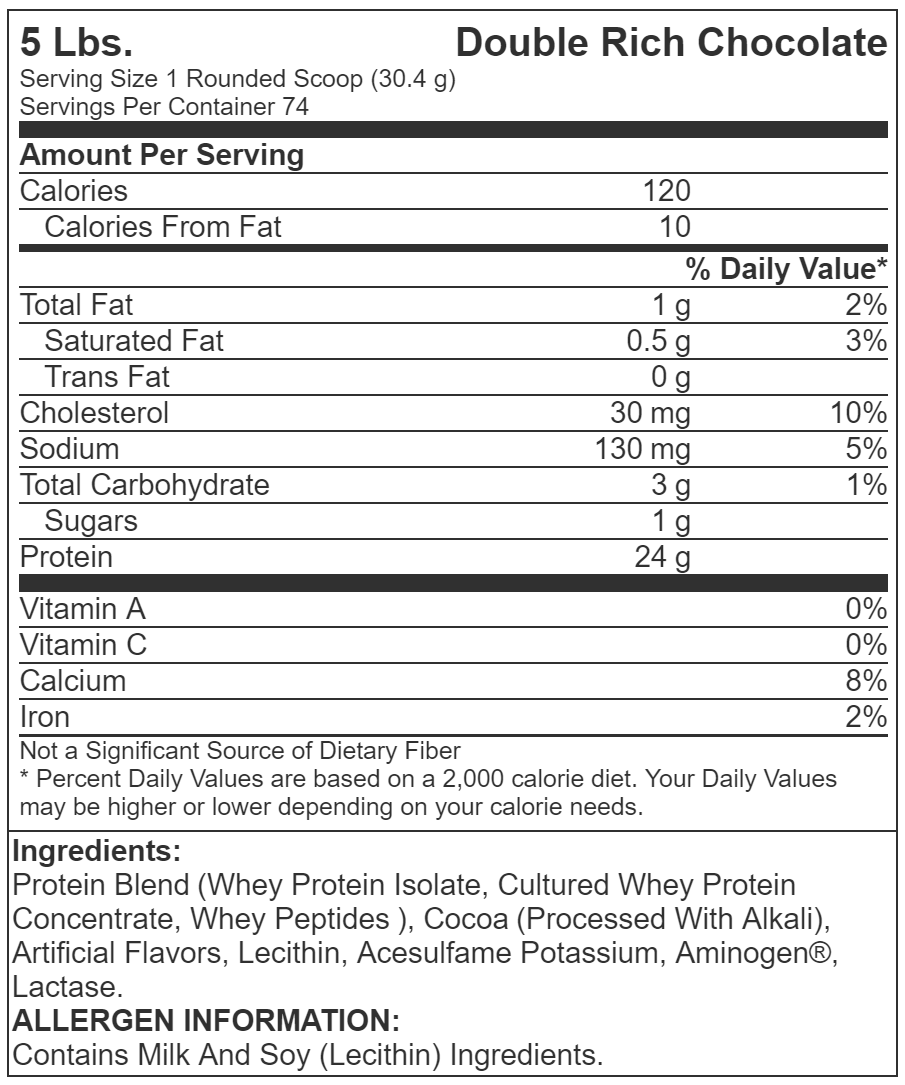 5 Lbs. Double Rich Chocolate
Serving Size 1 Rounded Scoop (30.4 g)
Servings Per Container 74
Amount Per Serving
Calories 120
Calories From Fat 10
% Daily Value*
Total Fat 1 g 2%
Saturated Fat 0.5 g 3%
Trans Fat 0 g
Cholesterol 30 mg 10%
Sodium 130 mg 5%
Total Carbohydrate 3 g 1%
Sugars 1 g
Protein 24 g
Vitamin A 0%
Vitamin C 0%
Calcium 8%
Iron 2%
Not a Significant Source of Dietary Fiber
* Percent Daily Values are based on a 2,000 calorie diet. Your Daily Values
may be higher or lower depending on your calorie needs.
Ingredients:
Protein Blend (Whey Protein Isolate, Cultured Whey Protein
Concentrate, Whey Peptides ), Cocoa (Processed With Alkali),
Artificial Flavors, Lecithin, Acesulfame Potassium, Aminogen®,
Lactase.
ALLERGEN INFORMATION:
Contains Milk And Soy (Lecithin) Ingredients.